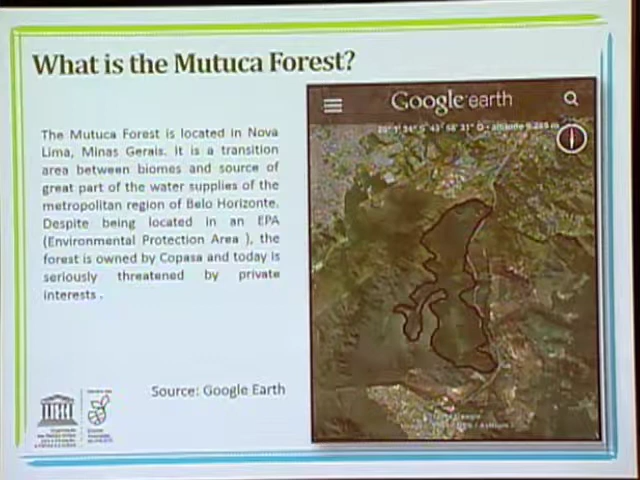 What is the Mutuca Forest?
The Mutuca Forest is located in Nova
Lima, Minas Gerais. It is a transition
area between biomes and source of
great part of the water supplies of the
metropolitan region of Belo Horizonte.
Despite being located in an EPA
(Environmental Protection Area ), the
forest is owned by Copasa and today is
seriously threatened by private
interests .
Source: Google Earth
Google earth